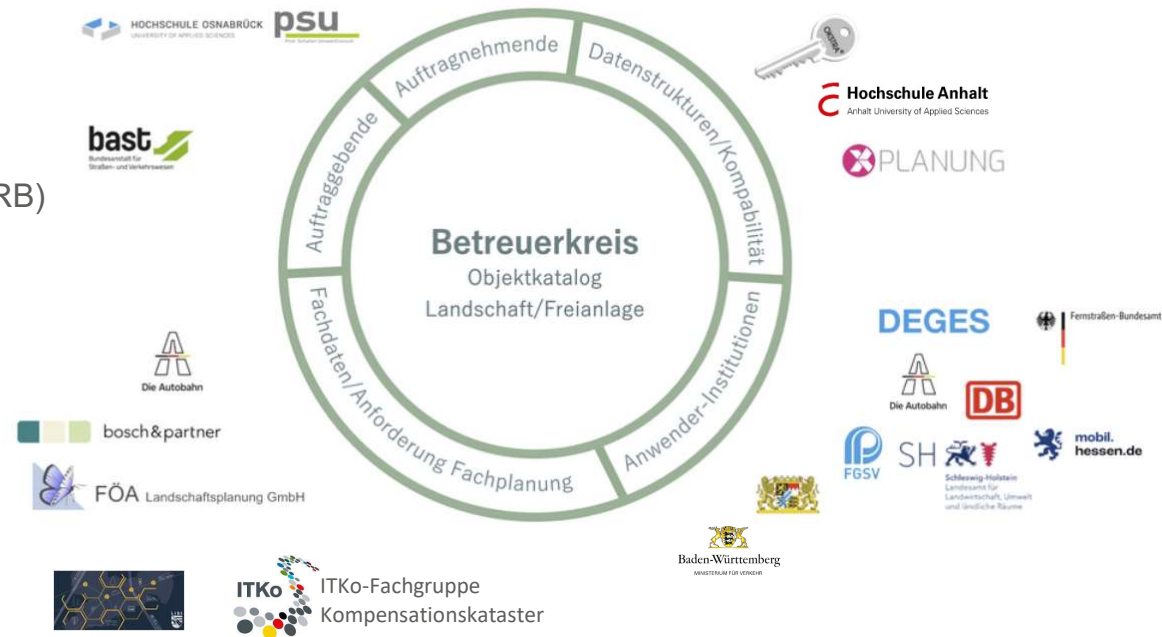 HOCHSCHULE OSNABRÜCK
UNIVERSITY OF APPLIED SCIENCES
psu
bast
Bundesanstalt für
Straßen- und Verkehrswesen
RB)
Auftraggebende
Auftragnehmende
Datenstrukturen/Kompabilität
Anwender-Institutionen
Fachdaten/Anforderung Fachplanung
Betreuerkreis
Objektkatalog
Landschaft/Freianlage
OKSTRA
Hochschule Anhalt
Anhalt University of Applied Sciences
XPLANUNG
DEGES
Fernstraßen-Bundesamt
Die Autobahn
DB
FGSV
SH
Schleswig-Holstein
Landesamt für
Landwirtschaft, Umwelt
und ländliche Räume
mobil.
hessen.de
Die Autobahn
bosch&partner
FÖA Landschaftsplanung GmbH
Baden-Württemberg
MINISTERIUM FÜR VERKEHR
ITKo
ITKo-Fachgruppe
Kompensationskataster